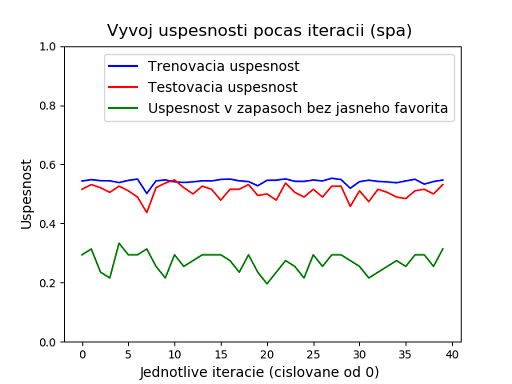 Vyvoj uspesnosti pocas iteracii (spa)
1.0
Trenovacia uspesnost
Testovacia uspesnost
Uspesnost v zapasoch bez jasneho favorita
0.8
0.6
Uspesnost
0.4
0.2
0.0
0 5 10 15 20 25 30 35 40
Jednotlive iteracie (cislovane od 0)